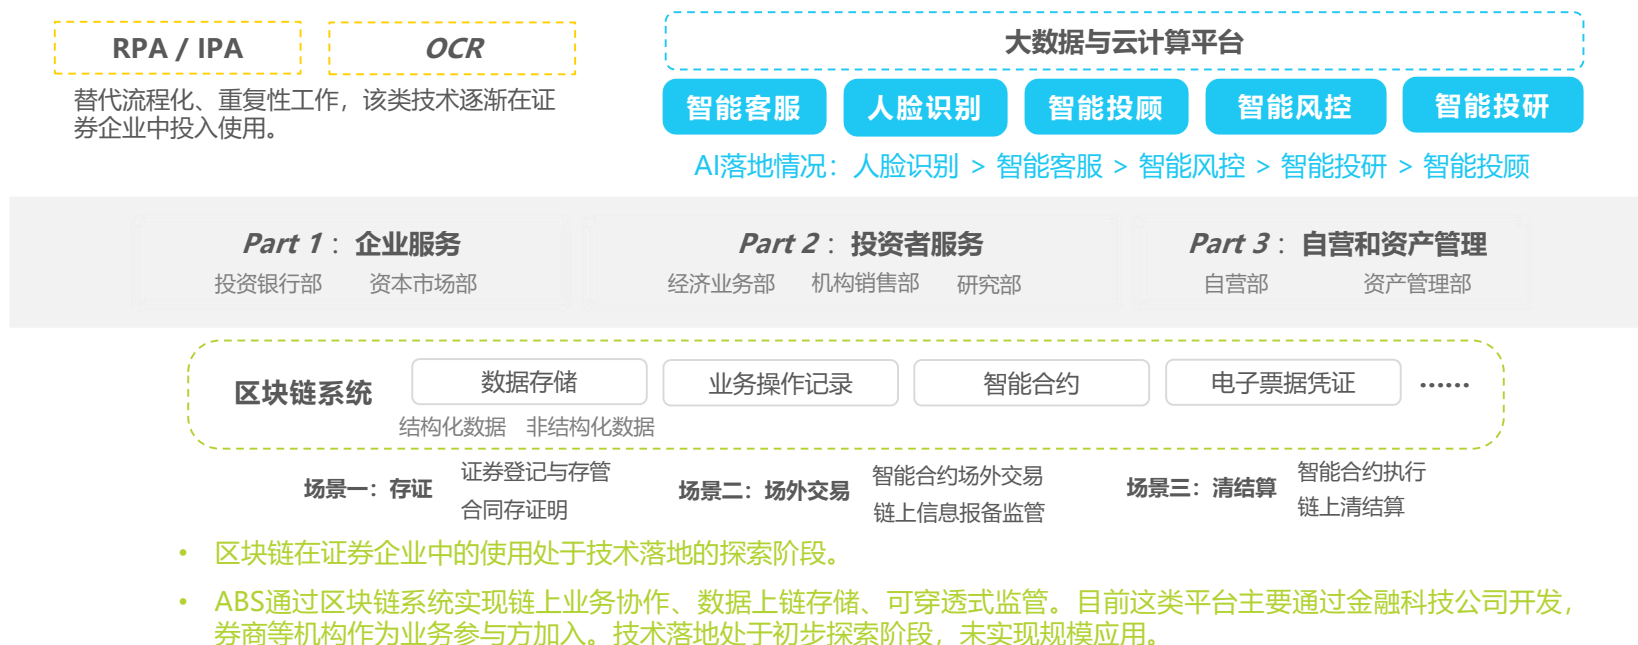 RPA / IPA
OCR
替代流程化、重复性工作，该类技术逐渐在证
券企业中投入使用。
大数据与云计算平台
智能客服
人脸识别
智能投顾
智能风控
智能投研
AI落地情况：人脸识别 > 智能客服 > 智能风控 > 智能投研 > 智能投顾
Part 1：企业服务
投资银行部 资本市场部
Part 2：投资者服务
经济业务部 机构销售部 研究部
Part 3：自营和资产管理
自营部 资产管理部
区块链系统
数据存储
业务操作记录
智能合约
电子票据凭证
······
结构化数据 非结构化数据
场景一：存证
证券登记与存管
合同存证明
场景二：场外交易
智能合约场外交易
链上信息报备监管
场景三：清结算
智能合约执行
链上清结算
• 区块链在证券企业中的使用处于技术落地的探索阶段。
• ABS通过区块链系统实现链上业务协作、数据上链存储、可穿透式监管。目前这类平台主要通过金融科技公司开发，
券商等机构作为业务参与方加入。技术落地处于初步探索阶段，未实现规模应用。